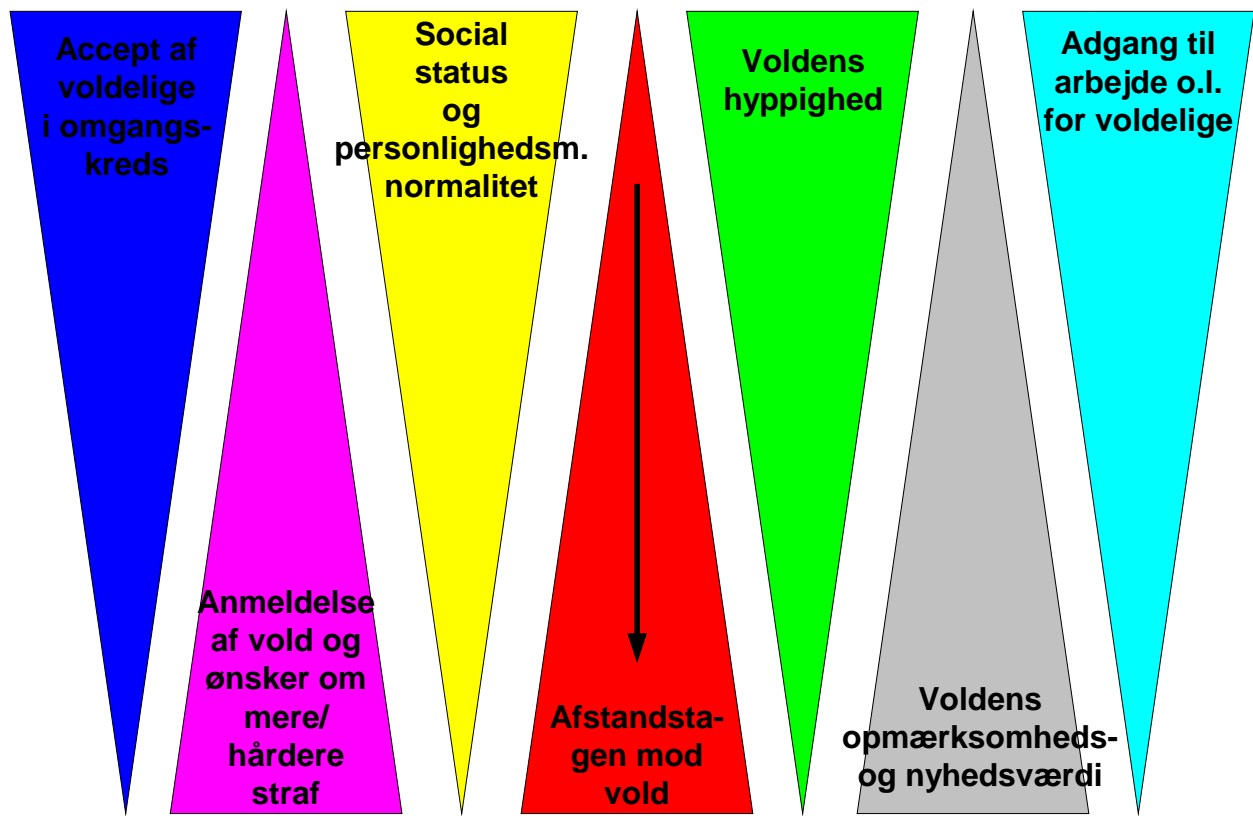 Accept af
voldelige
i omgangs-
kreds
Anmeldelse
af vold og
ønsker om
mere/
hårdere
straf
Social
status
og
personlighedsm.
normalitet
Afstandsta-
gen mod
vold
Voldens
hyppighed
Voldens
opmærksomheds-
og nyhedsværdi
Adgang til
arbejde o.l.
for voldelige